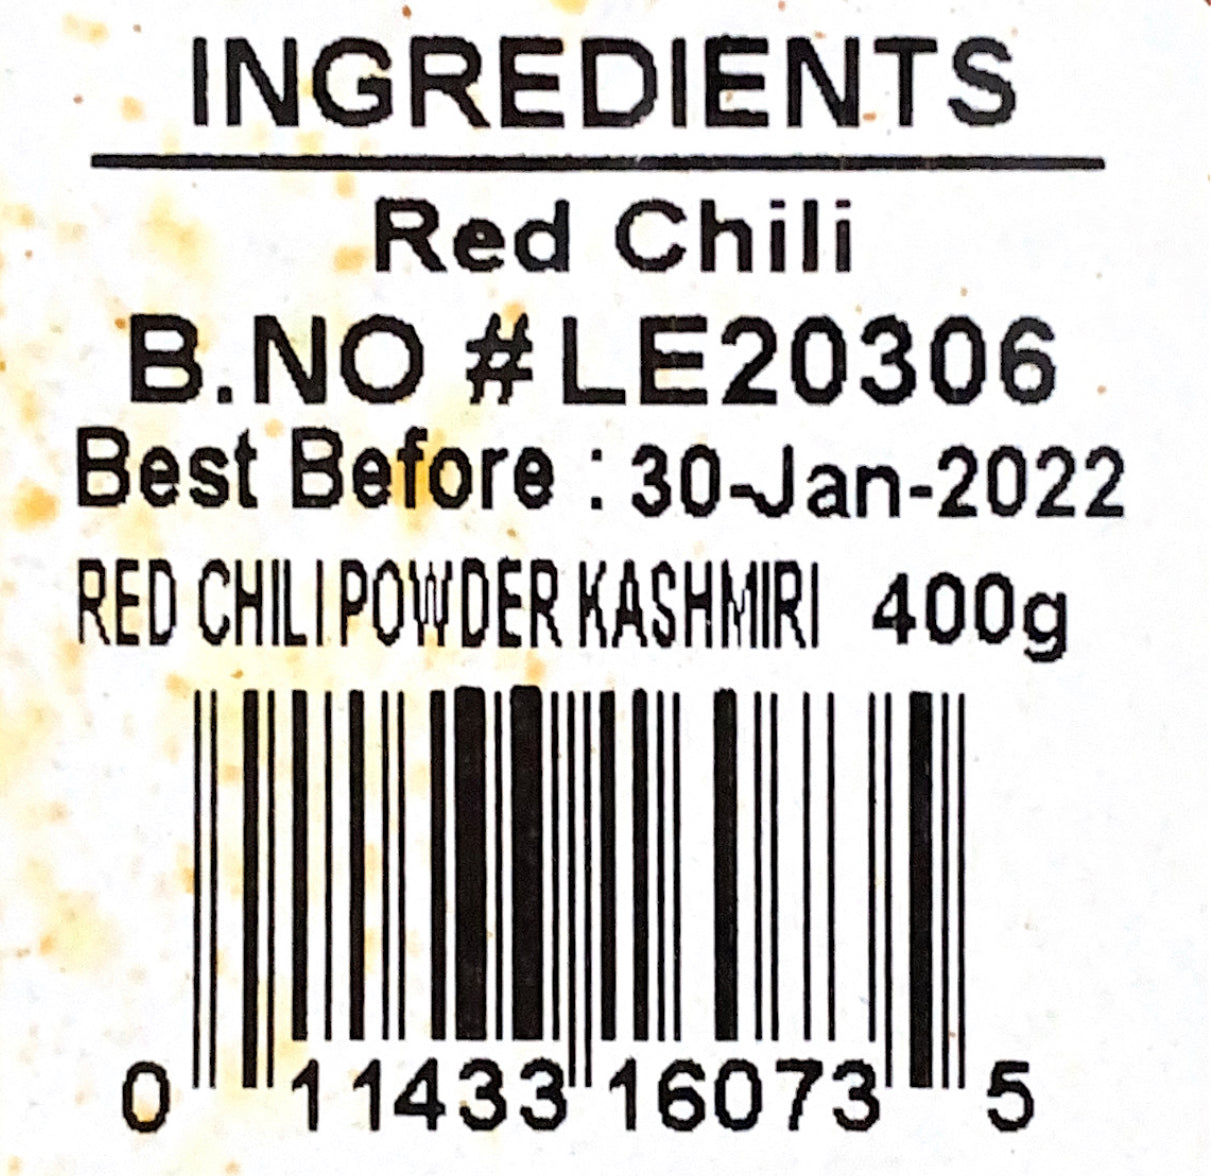 INGREDIENTS
Red Chili
B.NO #LE20306
Best Before : 30-Jan-2022
RED CHILI POWDER KASHMIRI 400g
0 11433 16073 5